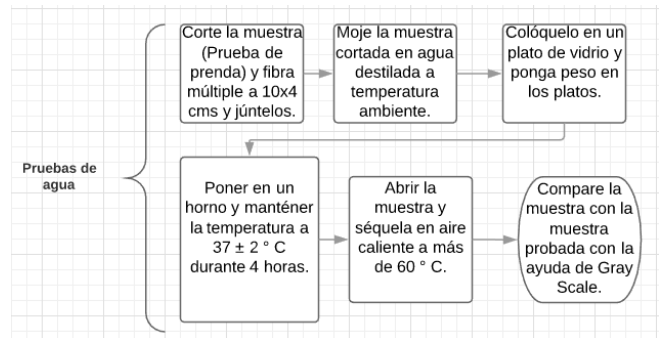 Pruebas de
agua
Corte la muestra
(Prueba de
prenda) y fibra
múltiple a 10x4
cms y júntelos.
Moje la muestra
cortada en agua
destilada a
temperatura
ambiente.
Colóquelo en un
plato de vidrio y
ponga peso en
los platos.
Poner en un
horno y manténer
la temperatura a
37 ± 2 ° C
durante 4 horas.
Abrir la
muestra y
séquela en aire
caliente a más
de 60 ° C.
Compare la
muestra con la
muestra
probada con la
ayuda de Gray
Scale.